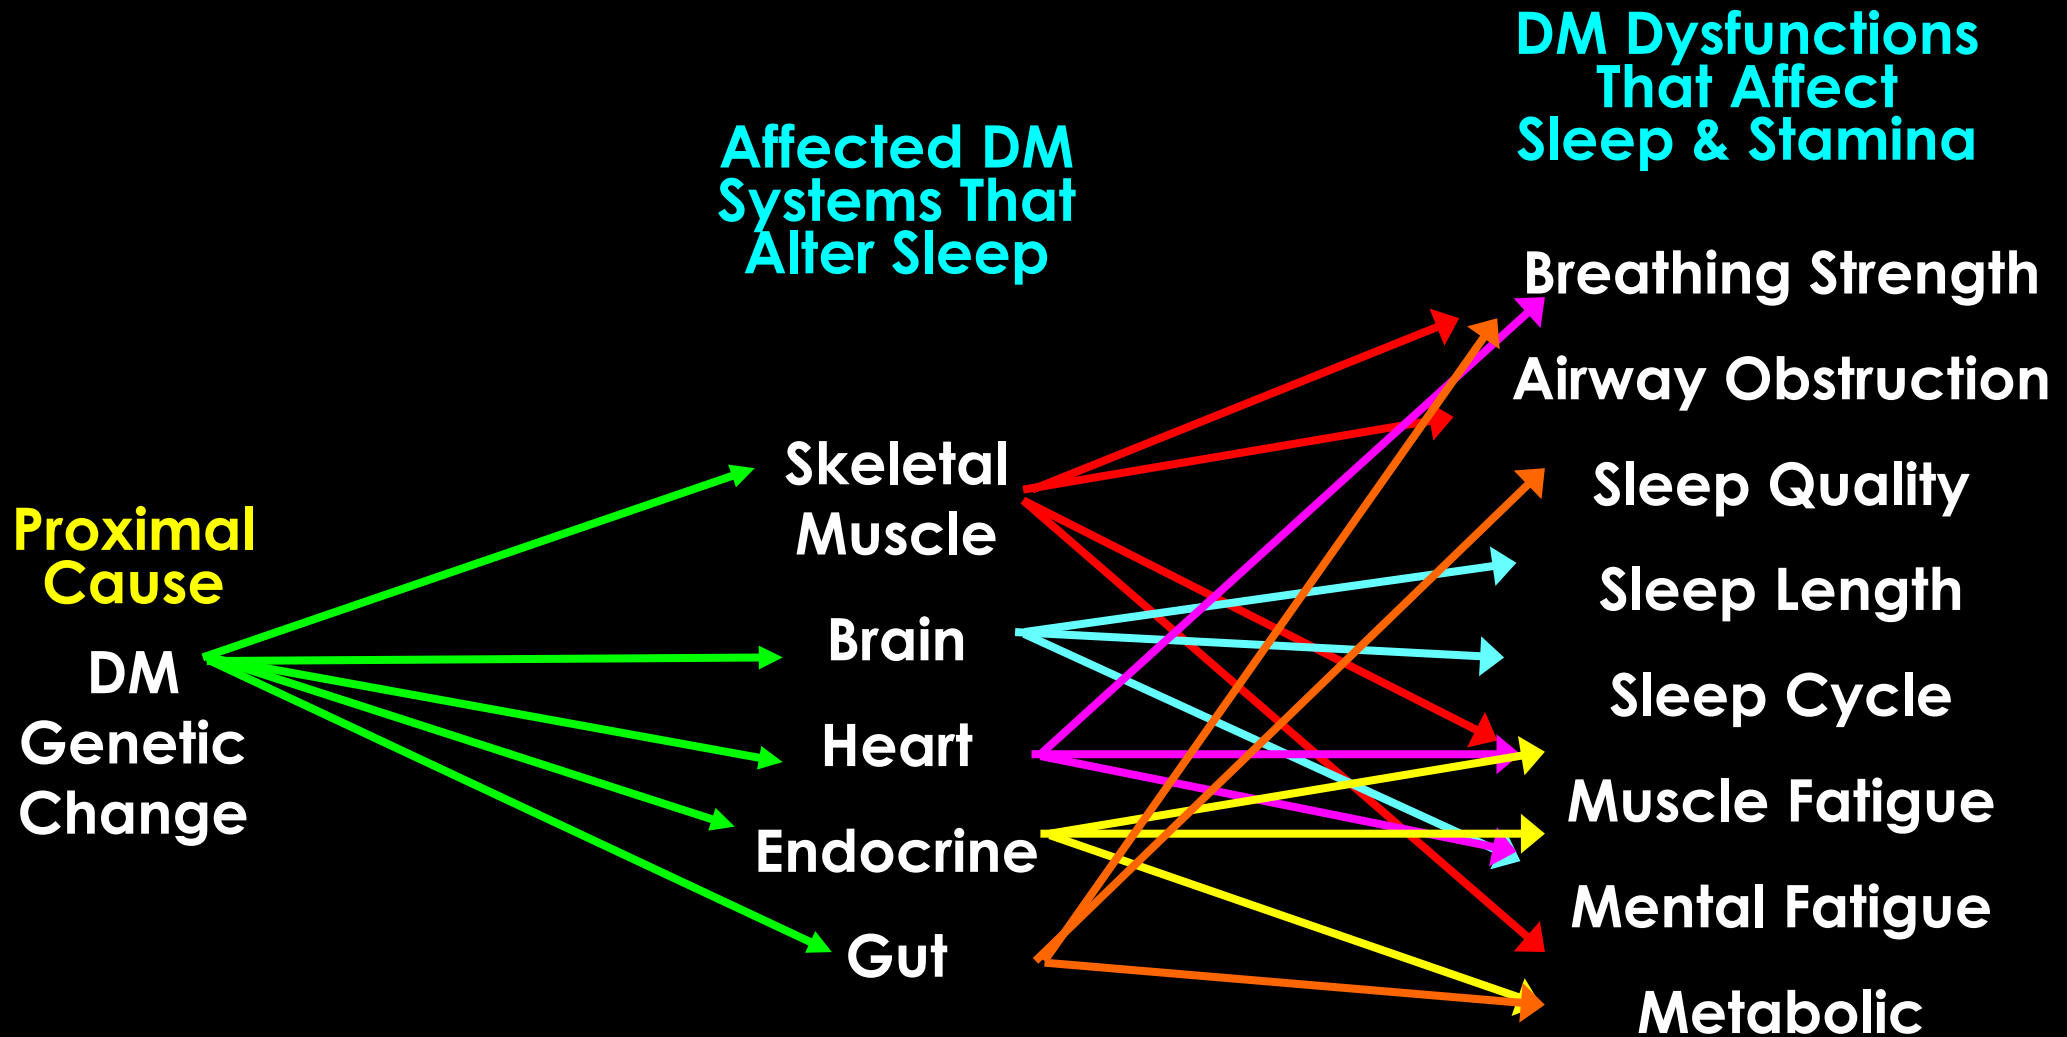 Proximal
Cause
DM
Genetic
Change
Affected DM
Systems That
Alter Sleep
Skeletal
Muscle
Brain
Heart
Endocrine
Gut
DM Dysfunctions
That Affect
Sleep & Stamina
Breathing Strength
Airway Obstruction
Sleep Quality
Sleep Length
Sleep Cycle
Muscle Fatigue
Mental Fatigue
Metabolic